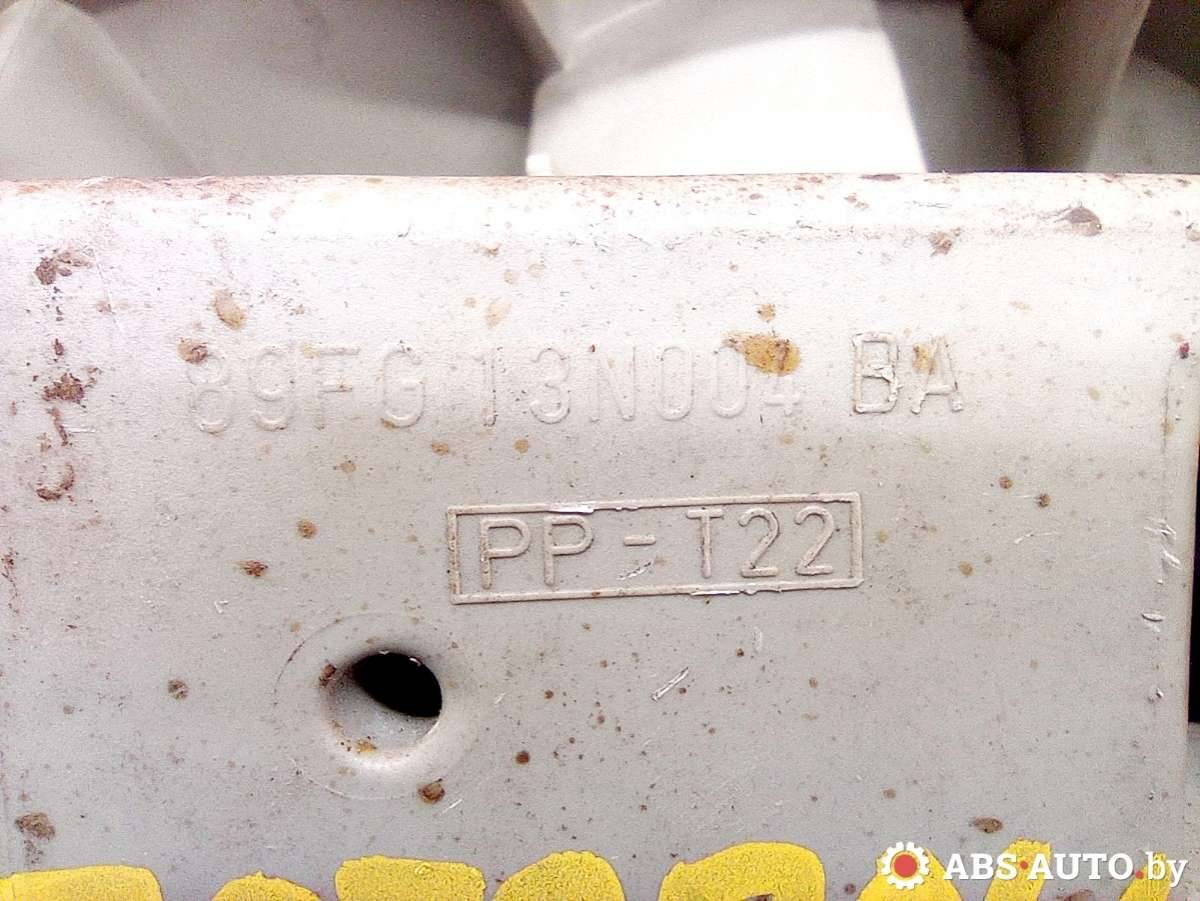 89FG 13N004 BA
PP-T22
ABS-AUTO.by